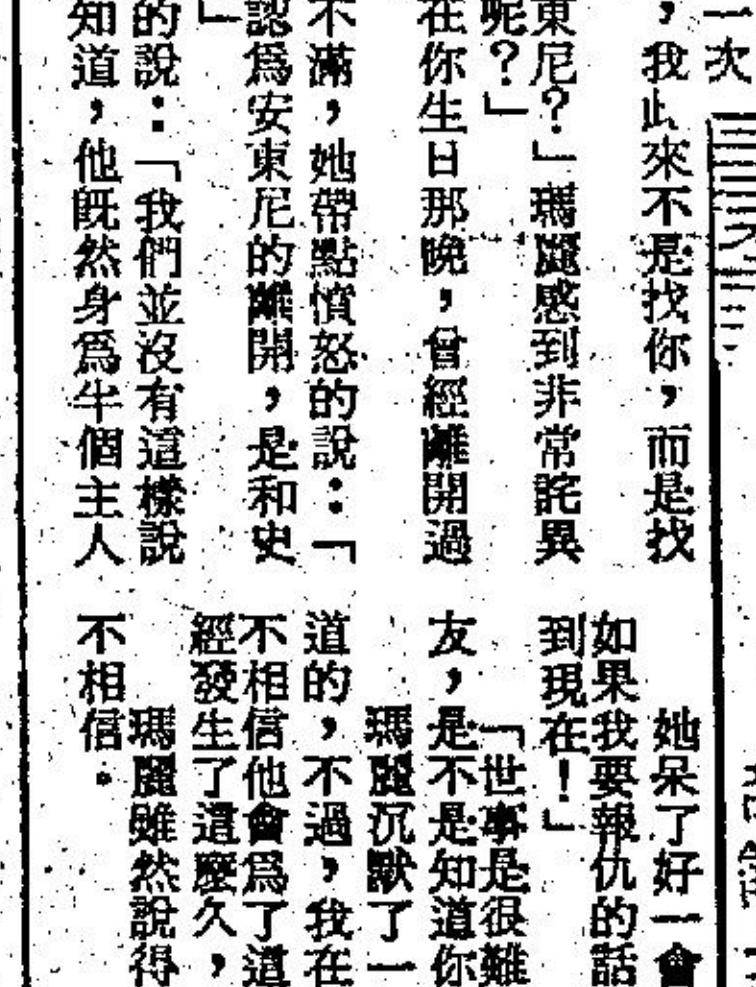 一次
，我此來不是找你，而是找
東尼？」瑪麗感到非常詫異
呢？」
在你生日那晚，曾經離開過
不滿，她帶點憤怒的說：「
認爲安東尼的離開，是和史
」
的說：「我們並沒有這樣說
知道，他既然身爲半個主人
她呆了好一會
如果我要報仇的話
到現在！」
「世事是很難
友，是不是知道你
瑪麗沉默了一
道的，不過，我在
不相信他會爲了這
經發生了這麼久，
瑪麗雖然說得
不相信。